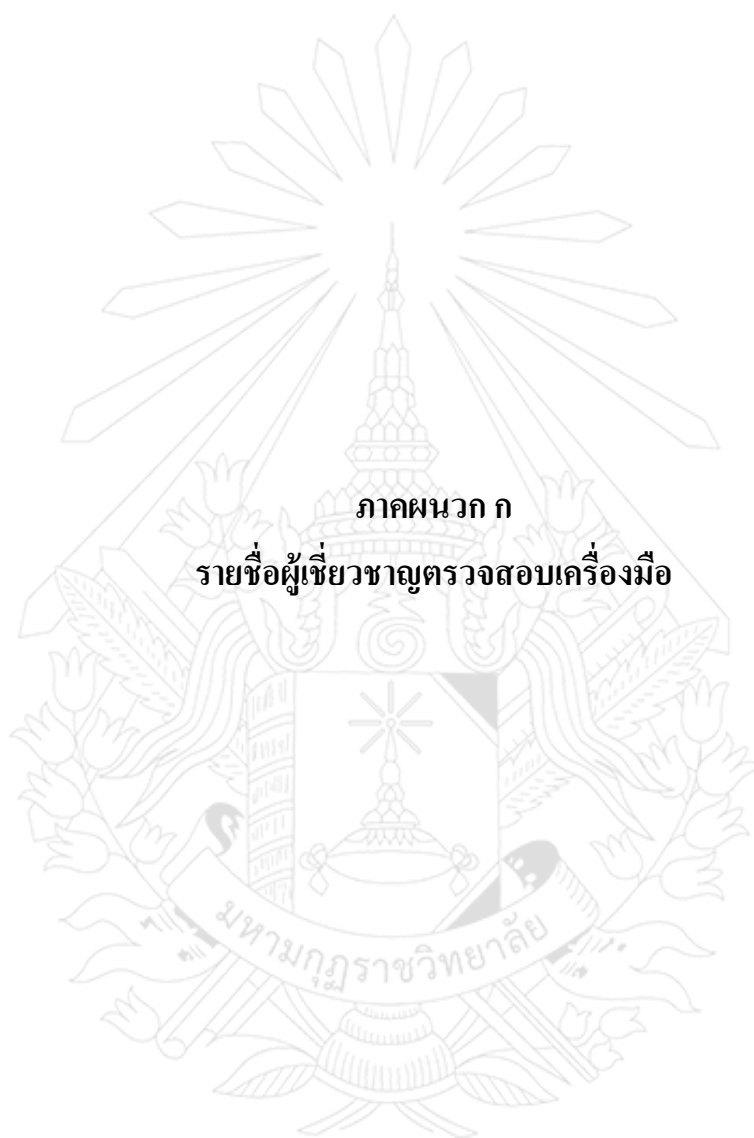 ภาคผนวก ก
รายชื่อผู้เชี่ยวชาญตรวจสอบเครื่องมือ
มหามกุฏราชวิทยาลัย